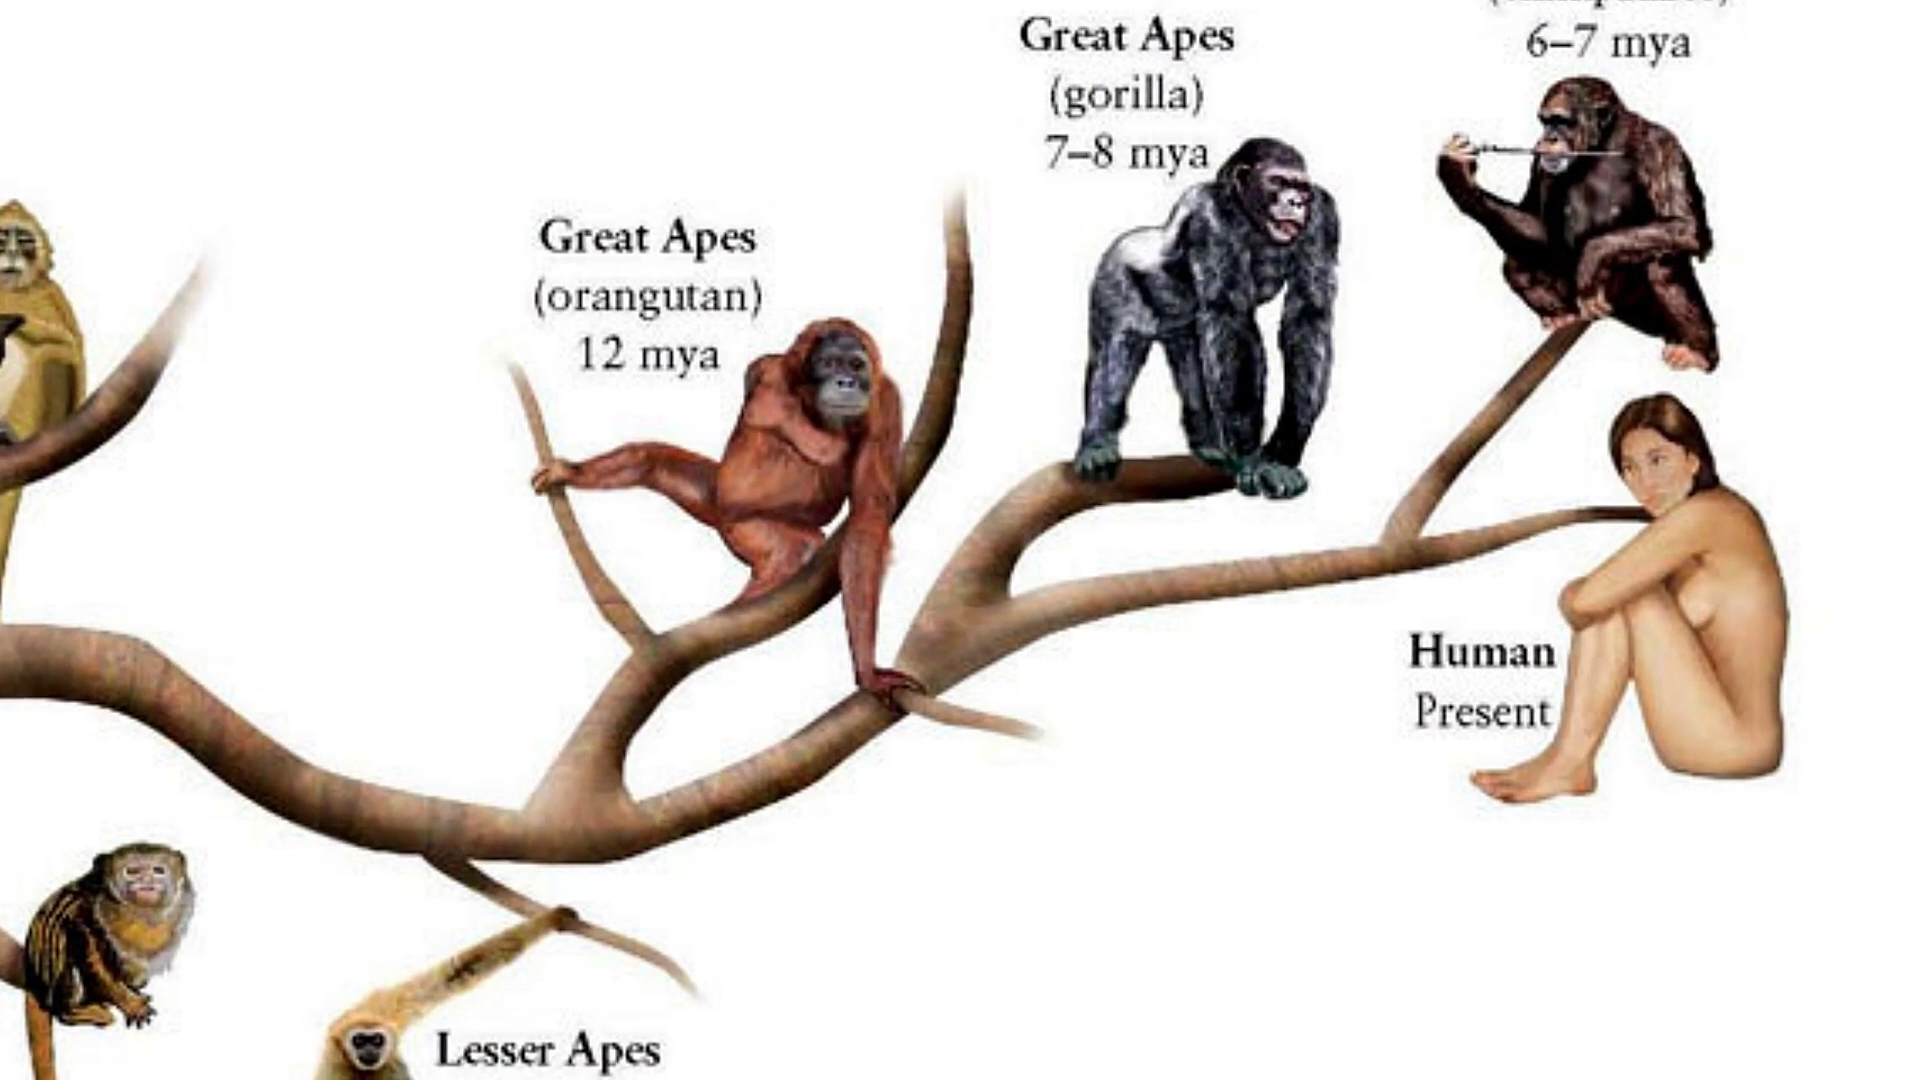 Great Apes
(orangutan)
12 mya
Great Apes
(gorilla)
7–8 mya
6–7 mya
Human
Present
Lesser Apes